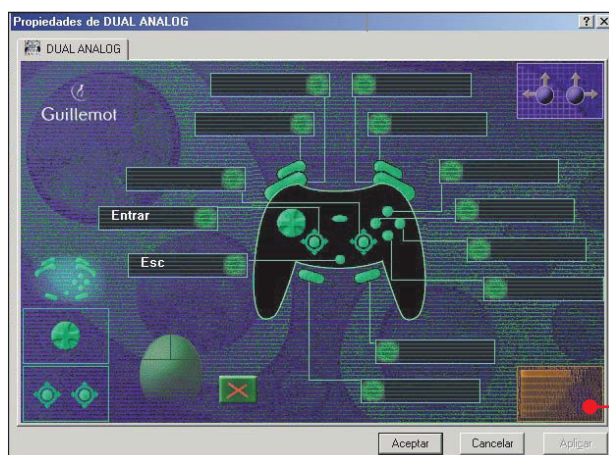 Propiedades de DUAL ANALOG
DUAL ANALOG
Guillemot
Entrar
Esc
Aceptar
Cancelar
Aplicar